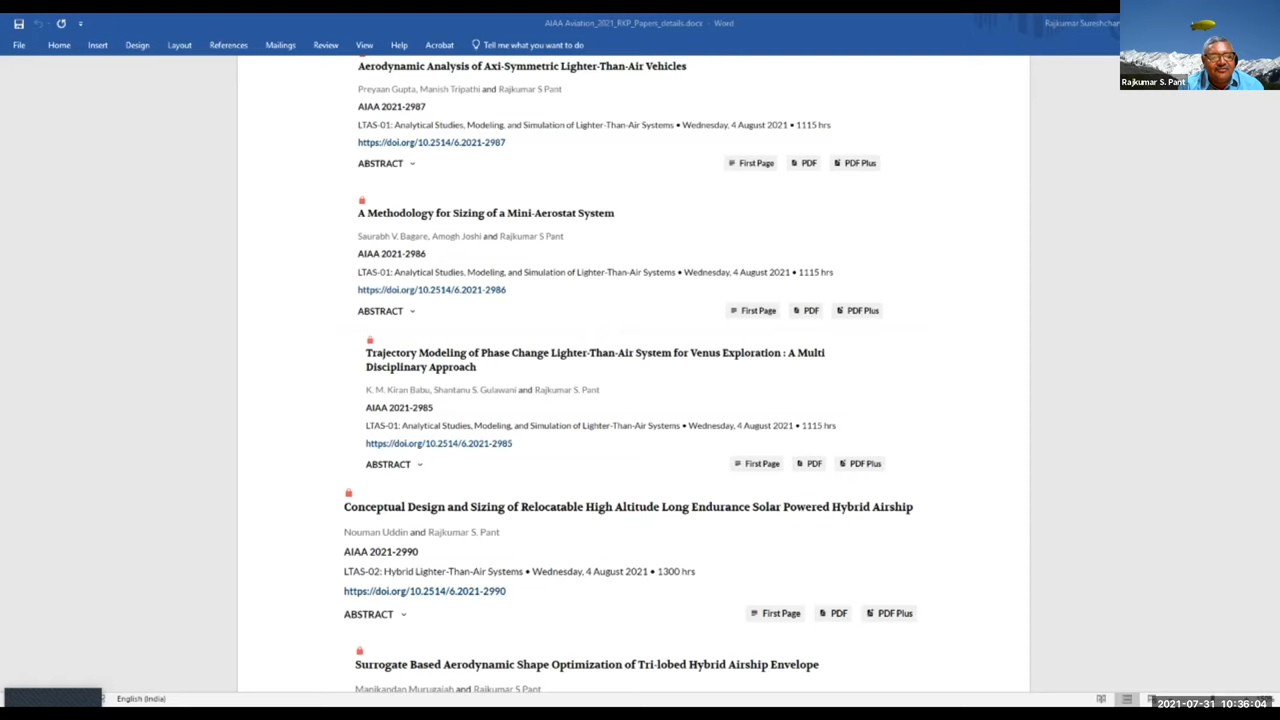 AIAA Aviation_2021_RKP_Papers_details.docx - Word
Rajkumar Sureshchan
File Home Insert Design Layout References Mailings Review View Help Acrobat Tell me what you want to do
Rajkumar S. Pant
Aerodynamic Analysis of Axi-Symmetric Lighter-Than-Air Vehicles
Preyaan Gupta, Manish Tripathi and Rajkumar S Pant
AIAA 2021-2987
LTAS-01: Analytical Studies, Modeling, and Simulation of Lighter-Than-Air Systems • Wednesday, 4 August 2021 • 1115 hrs
https://doi.org/10.2514/6.2021-2987
ABSTRACT First Page PDF PDF Plus
A Methodology for Sizing of a Mini-Aerostat System
Saurabh V. Bagare, Amogh Joshi and Rajkumar S Pant
AIAA 2021-2986
LTAS-01: Analytical Studies, Modeling, and Simulation of Lighter-Than-Air Systems • Wednesday, 4 August 2021 • 1115 hrs
https://doi.org/10.2514/6.2021-2986
ABSTRACT First Page PDF PDF Plus
Trajectory Modeling of Phase Change Lighter-Than-Air System for Venus Exploration : A Multi
Disciplinary Approach
K. M. Kiran Babu, Shantanu S. Gulawani and Rajkumar S. Pant
AIAA 2021-2985
LTAS-01: Analytical Studies, Modeling, and Simulation of Lighter-Than-Air Systems • Wednesday, 4 August 2021 • 1115 hrs
https://doi.org/10.2514/6.2021-2985
ABSTRACT First Page PDF PDF Plus
Conceptual Design and Sizing of Relocatable High Altitude Long Endurance Solar Powered Hybrid Airship
Nouman Uddin and Rajkumar S. Pant
AIAA 2021-2990
LTAS-02: Hybrid Lighter-Than-Air Systems • Wednesday, 4 August 2021 • 1300 hrs
https://doi.org/10.2514/6.2021-2990
ABSTRACT First Page PDF PDF Plus
Surrogate Based Aerodynamic Shape Optimization of Tri-lobed Hybrid Airship Envelope
Manikandan Murugaiah and Rajkumar S Pant
English (India)
2021-07-31 10:36:04